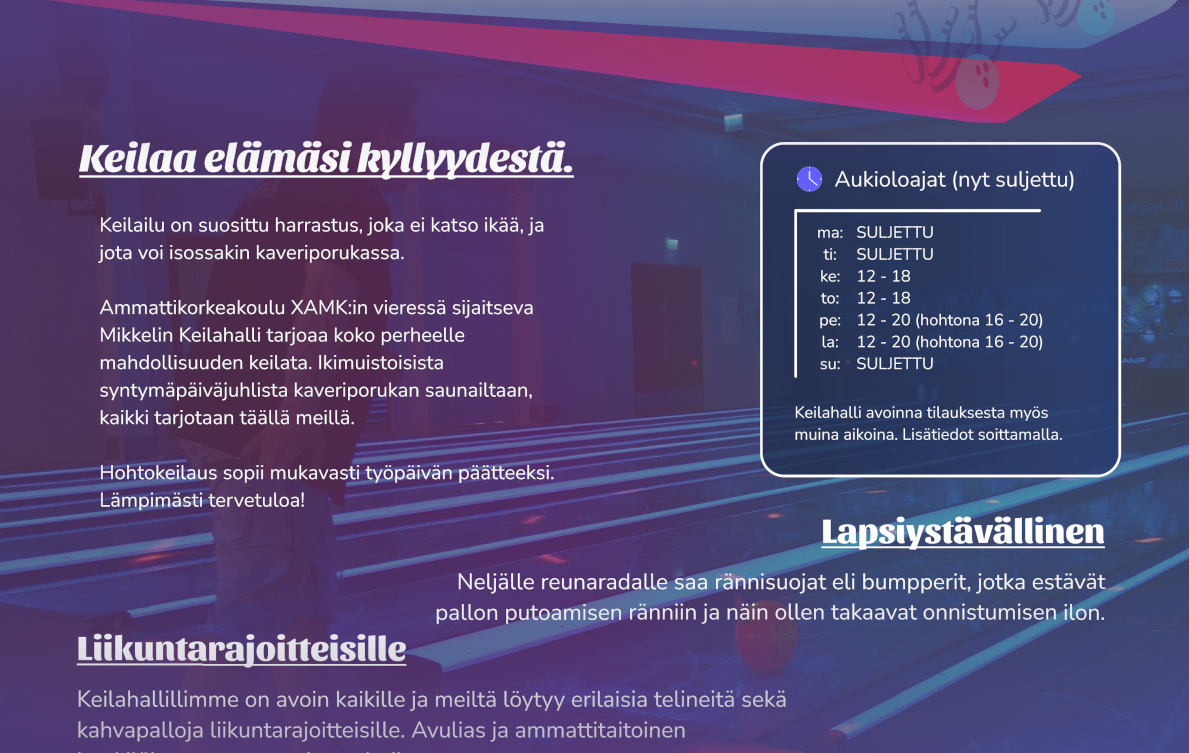 Keilaa elämäsi kyllyydestä.
Keilailu on suosittu harrastus, joka ei katso ikää, ja
jota voi isossakin kaveriporukassa.
Ammattikorkeakoulu XAMK:in vieressä sijaitseva
Mikkelin Keilahalli tarjoaa koko perheelle
mahdollisuuden keilata. Ikimuistoisista
syntymäpäiväjuhlista kaveriporukan saunailtaan,
kaikki tarjotaan täällä meillä.
Hohtokeilaus sopii mukavasti työpäivän päätteeksi.
Lämpimästi tervetuloa!
Aukioloajat (nyt suljettu)
ma: SULJETTU
ti: SULJETTU
ke: 12 - 18
to: 12 - 18
pe: 12 - 20 (hohtona 16 - 20)
la: 12 - 20 (hohtona 16 - 20)
su: SULJETTU
Keilahalli avoinna tilauksesta myös
muina aikoina. Lisätiedot soittamalla.
Lapsiystävällinen
Neljälle reunaradalle saa rännisuojat eli bumpperit, jotka estävät
pallon putoamisen ränniin ja näin ollen takaavat onnistumisen ilon.
Liikuntarajoitteisille
Keilahallillimme on avoin kaikille ja meiltä löytyy erilaisia telineitä sekä
kahvapalloja liikuntarajoitteisille. Avulias ja ammattitaitoinen